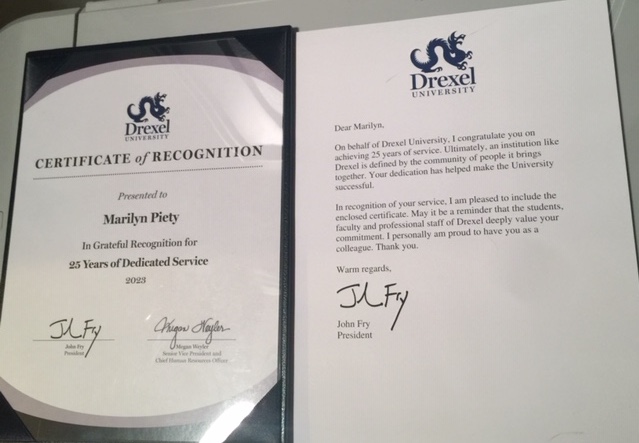 Drexel
UNIVERSITY
CERTIFICATE of RECOGNITION
Presented to
Marilyn Piety
In Grateful Recognition for
25 Years of Dedicated Service
2023
John Fry
John Fry
President
Megan Weyler
Megan Weyler
Senior Vice President and
Chief Human Resources Officer
Drexel
UNIVERSITY
Dear Marilyn,
On behalf of Drexel University, I congratulate you on
achieving 25 years of service. Ultimately, an institution like
Drexel is defined by the community of people it brings
together. Your dedication has helped make the University
successful.
In recognition of your service, I am pleased to include the
enclosed certificate. May it be a reminder that the students,
faculty and professional staff of Drexel deeply value your
commitment. I personally am proud to have you as a
colleague. Thank you.
Warm regards,
John Fry
John Fry
President